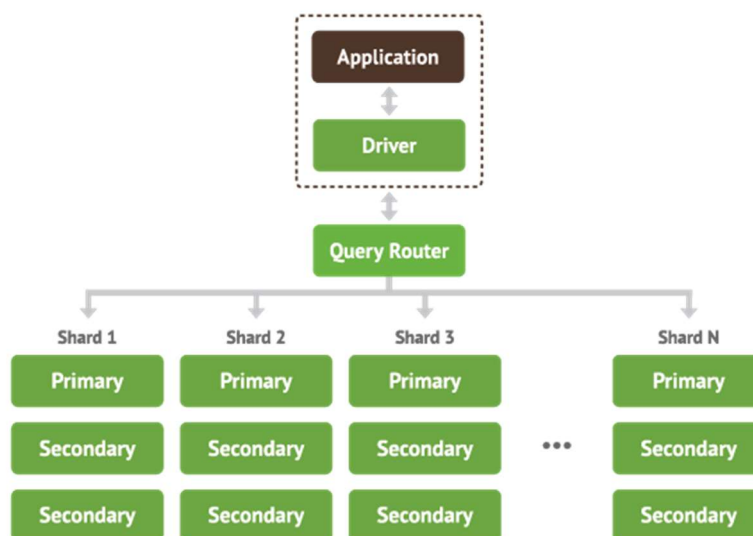 Application
Driver
Query Router
Shard 1 Shard 2 Shard 3 Shard N
Primary Primary Primary Primary
Secondary Secondary Secondary ••• Secondary
Secondary Secondary Secondary Secondary